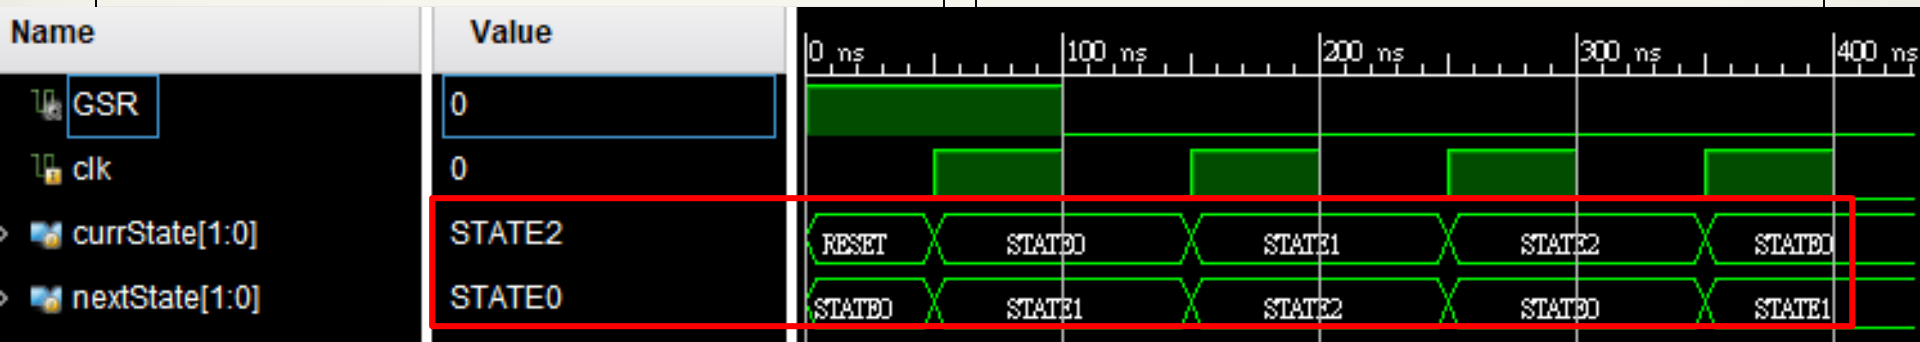 Name Value 0 ns 100 ns 200 ns 300 ns 400 ns
GSR 0
clk 0
currState[1:0] STATE2 RESET STATE0 STATE1 STATE2 STATE0
nextState[1:0] STATE0 STATE0 STATE1 STATE2 STATE0 STATE1